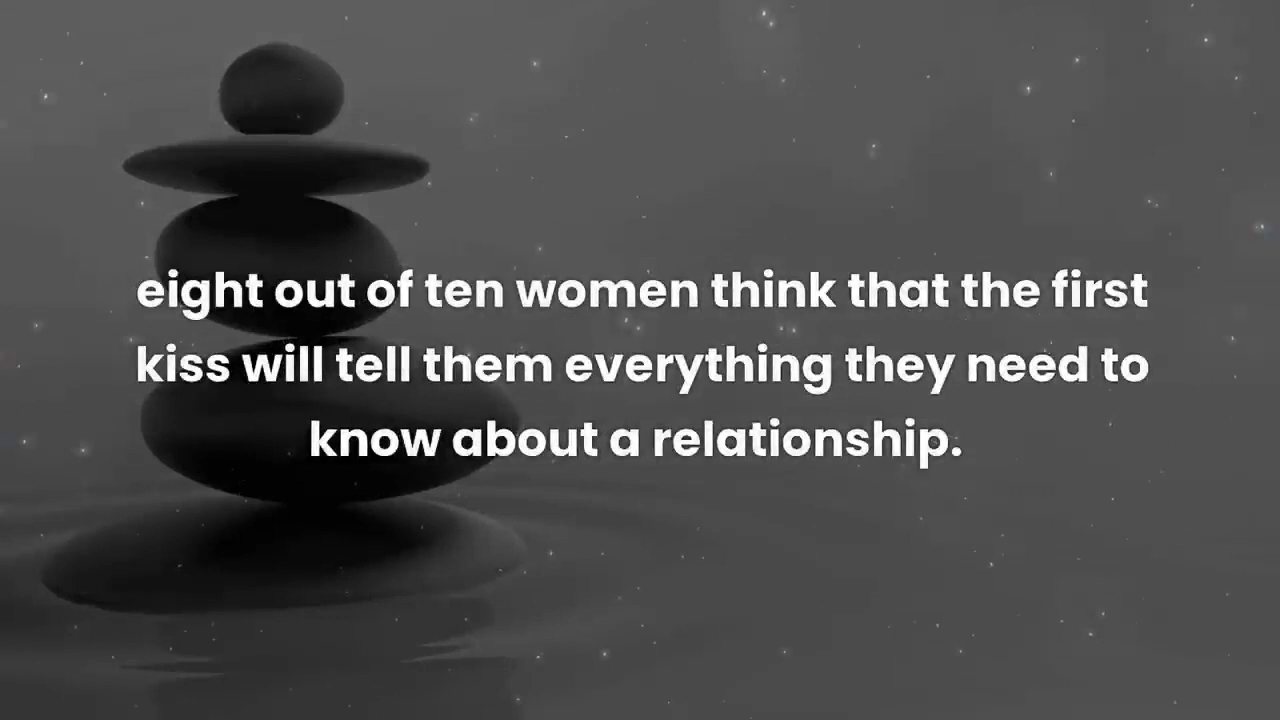 eight out of ten women think that the first
kiss will tell them everything they need to
know about a relationship.